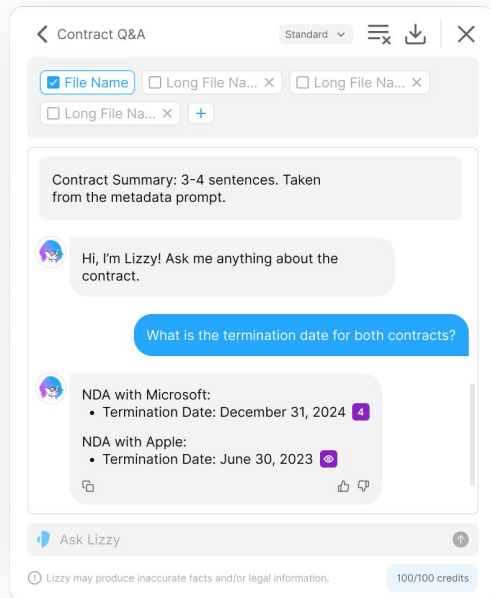 Contract Q&A
Standard
File Name
Long File Na...
Long File Na...
Long File Na...
Contract Summary: 3-4 sentences. Taken
from the metadata prompt.
Hi, I'm Lizzy! Ask me anything about the
contract.
What is the termination date for both contracts?
NDA with Microsoft:
• Termination Date: December 31, 2024 4
NDA with Apple:
• Termination Date: June 30, 2023
Ask Lizzy
Lizzy may produce inaccurate facts and/or legal information.
100/100 credits